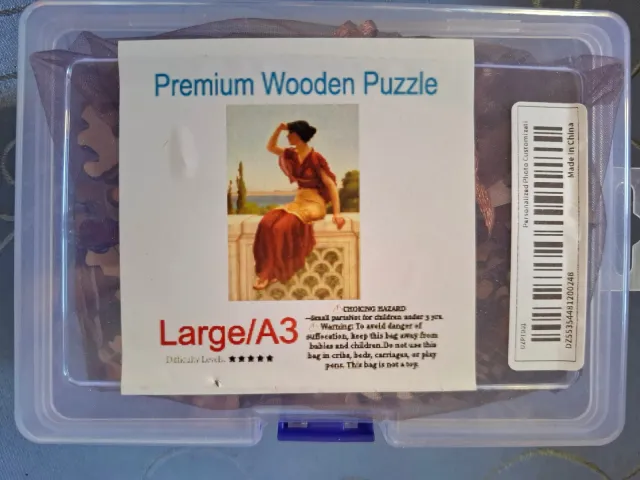 Premium Wooden Puzzle
Large/A3
Difficulty Levels: ★★★★★
⚠ CHOKING HAZARD
—Small partsNot for children under 3 yrs.
⚠ Warning: To avoid danger of
suffocation, keep this bag away from
babies and children.Do not use this
bag in cribs, beds, carriages, or play
pens. This bag is not a toy.
Personalized Photo Customized
Made In China
DZS5354481200248